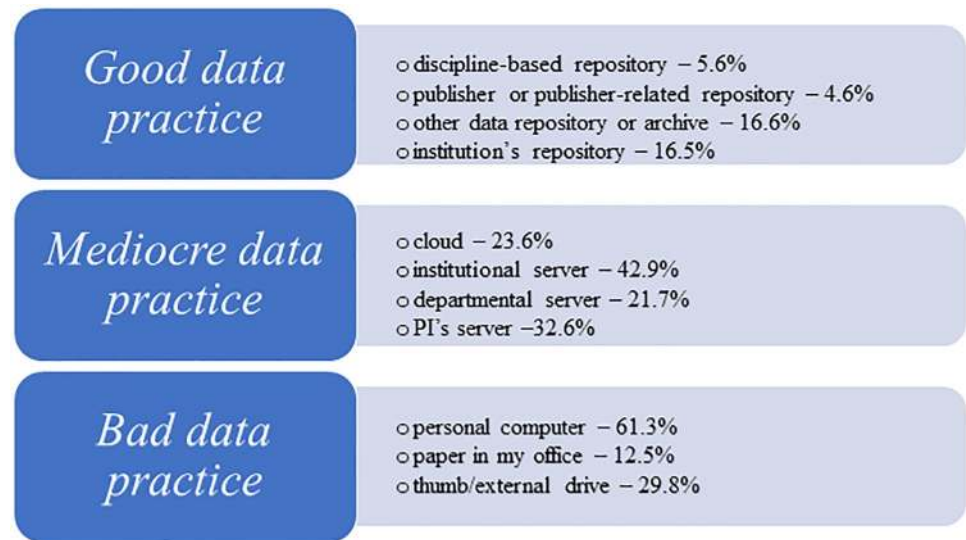 Good data
practice
o discipline-based repository – 5.6%
o publisher or publisher-related repository – 4.6%
o other data repository or archive – 16.6%
o institution's repository – 16.5%
Mediocre data
practice
o cloud – 23.6%
o institutional server – 42.9%
o departmental server – 21.7%
o PI's server –32.6%
Bad data
practice
o personal computer – 61.3%
o paper in my office – 12.5%
o thumb/external drive – 29.8%